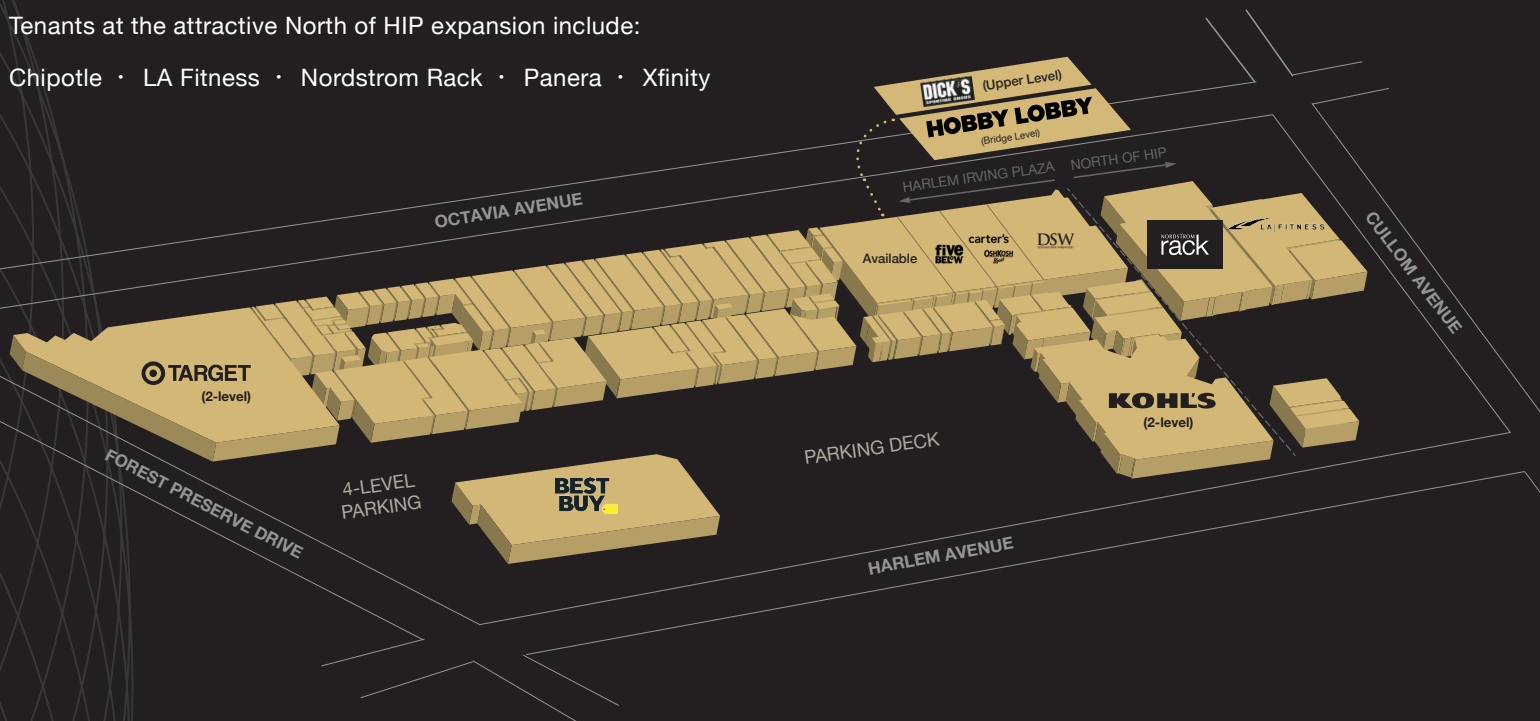 Tenants at the attractive North of HIP expansion include:
Chipotle · LA Fitness · Nordstrom Rack · Panera · Xfinity
DICK'S
SPORTING GOODS
(Upper Level)
HOBBY LOBBY
(Bridge Level)
HARLEM IRVING PLAZA
NORTH OF HIP
OCTAVIA AVENUE
CULLOM AVENUE
Available
five
BELOW
carter's
OSHKOSH
DSW
NORDSTROM
rack
LA FITNESS
TARGET
(2-level)
KOHL'S
(2-level)
PARKING DECK
4-LEVEL
PARKING
BEST
BUY
FOREST PRESERVE DRIVE
HARLEM AVENUE